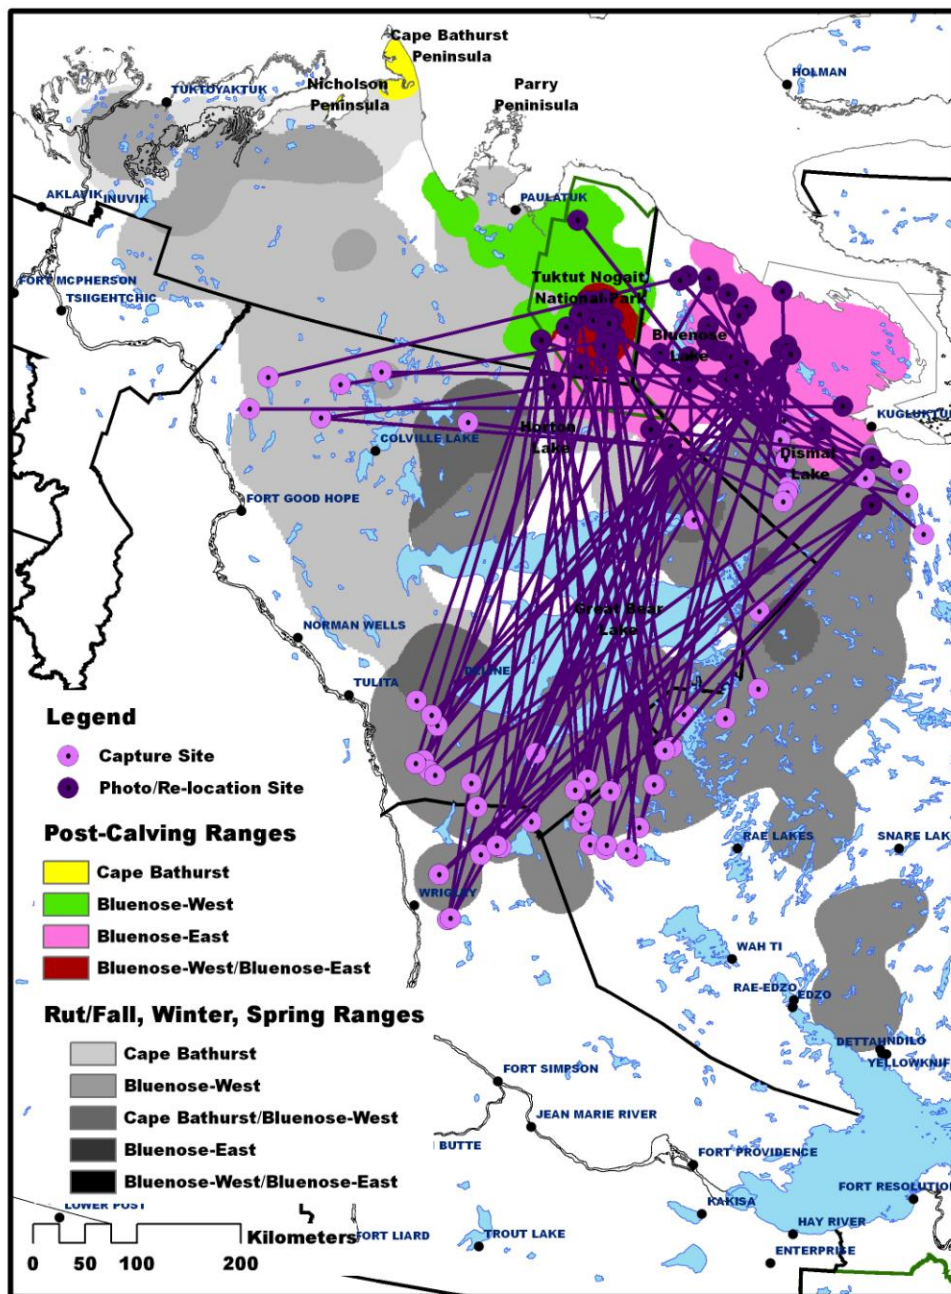 Cape Bathurst
Peninsula
HOLMAN
TUKTOYAKTUK
Nicholson
Peninsula
Parry
Peninisula
AKLAVIK
INUVIK
PAULATUK
FORT MCPHERSON
TSIIGEHTCHIC
Tuktut Nogait
National Park
Bluenose
Lake
KUGLUKTUK
Horton
Lake
COLVILLE LAKE
Dismal
Lake
FORT GOOD HOPE
Great Bear
Lake
NORMAN WELLS
DELINE
TULITA
Legend
Capture Site
Photo/Re-location Site
Post-Calving Ranges
Cape Bathurst
Bluenose-West
Bluenose-East
Bluenose-West/Bluenose-East
RAE LAKES
SNARE LAK
WRIGLEY
WAH TI
RAE-EDZO
EDZO
Rut/Fall, Winter, Spring Ranges
Cape Bathurst
Bluenose-West
Cape Bathurst/Bluenose-West
Bluenose-East
Bluenose-West/Bluenose-East
DETTAH
NDILO
YELLOWKNIF
FORT SIMPSON
JEAN MARIE RIVER
BUTTE
FORT PROVIDENCE
FORT RESOLUTION
LOWER POST
KAKISA
Kilometers
0 50 100 200
FORT LIARD
TROUT LAKE
HAY RIVER
ENTERPRISE